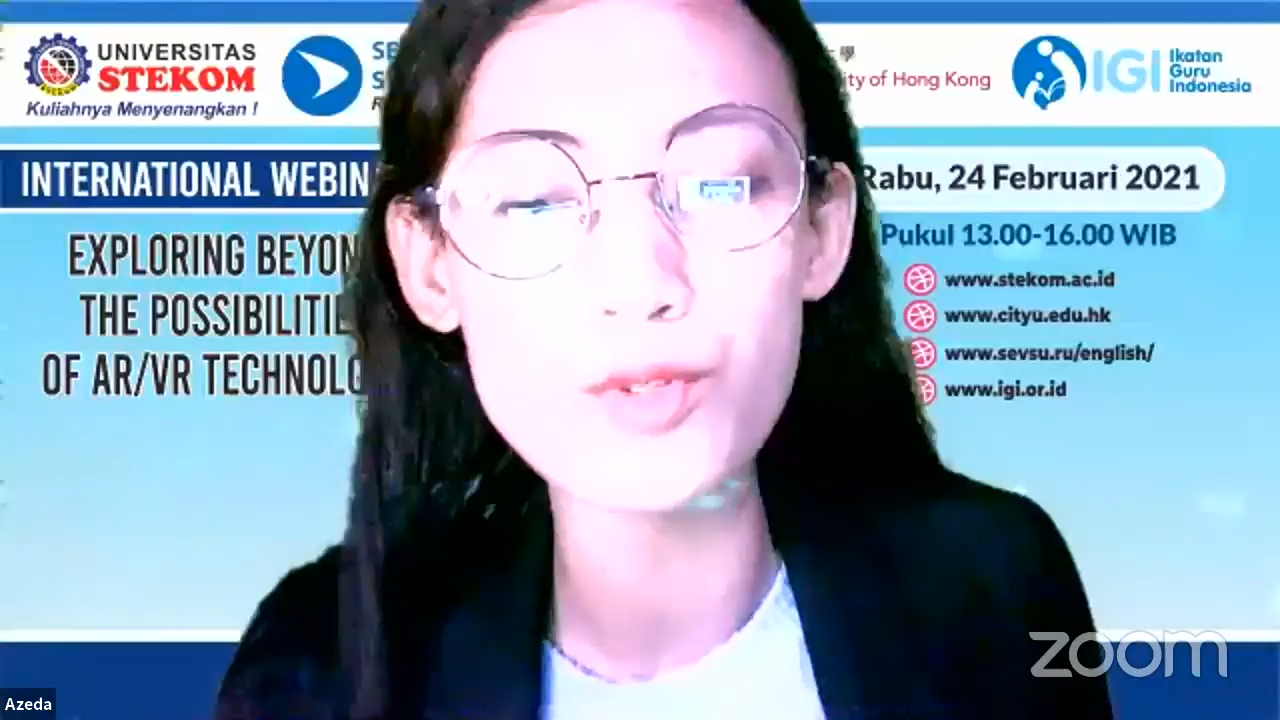 UNIVERSITAS
STEKOM
Kuliahnya Menyenangkan !
ty of Hong Kong
IGI
Ikatan
Guru
Indonesia
INTERNATIONAL WEBIN
EXPLORING BEYON
THE POSSIBILITIE
OF AR/VR TECHNOLO
Rabu, 24 Februari 2021
Pukul 13.00-16.00 WIB
www.stekom.ac.id
www.cityu.edu.hk
www.sevsu.ru/english/
www.igi.or.id
zoom
Azeda